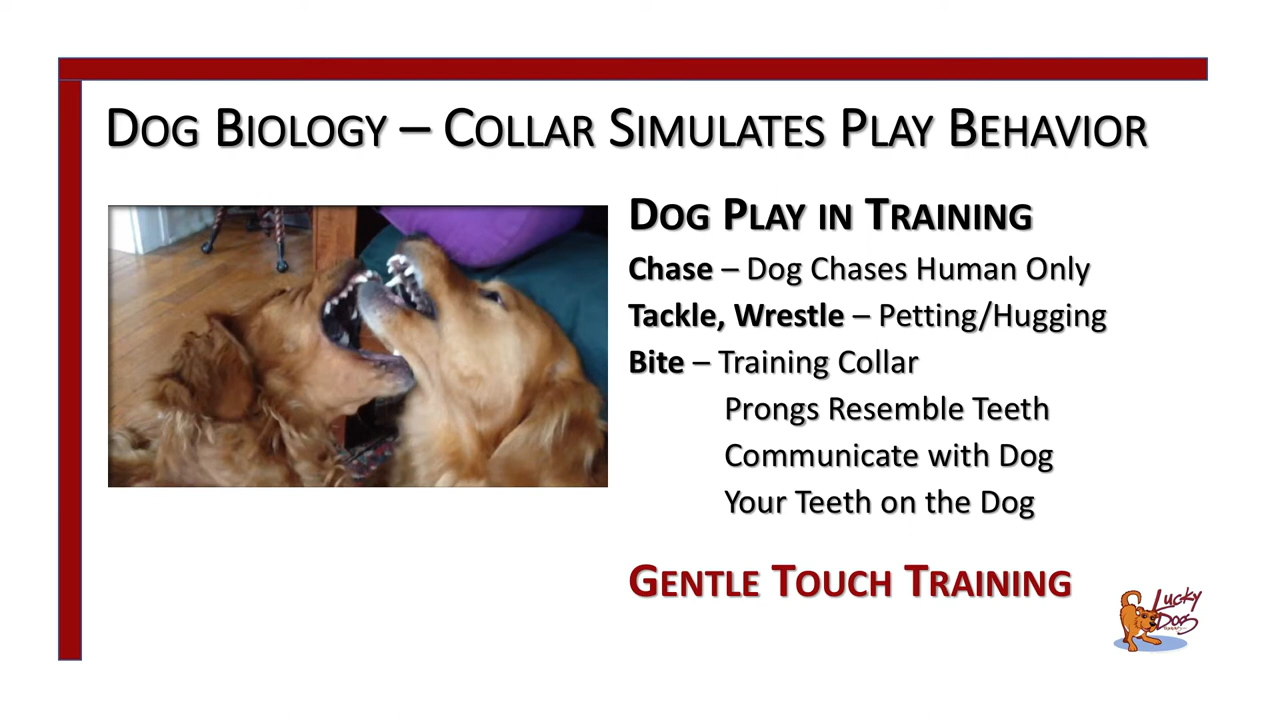 Dog Biology – Collar Simulates Play Behavior
Dog Play in Training
Chase – Dog Chases Human Only
Tackle, Wrestle – Petting/Hugging
Bite – Training Collar
Prongs Resemble Teeth
Communicate with Dog
Your Teeth on the Dog
Gentle Touch Training
Lucky
Dog